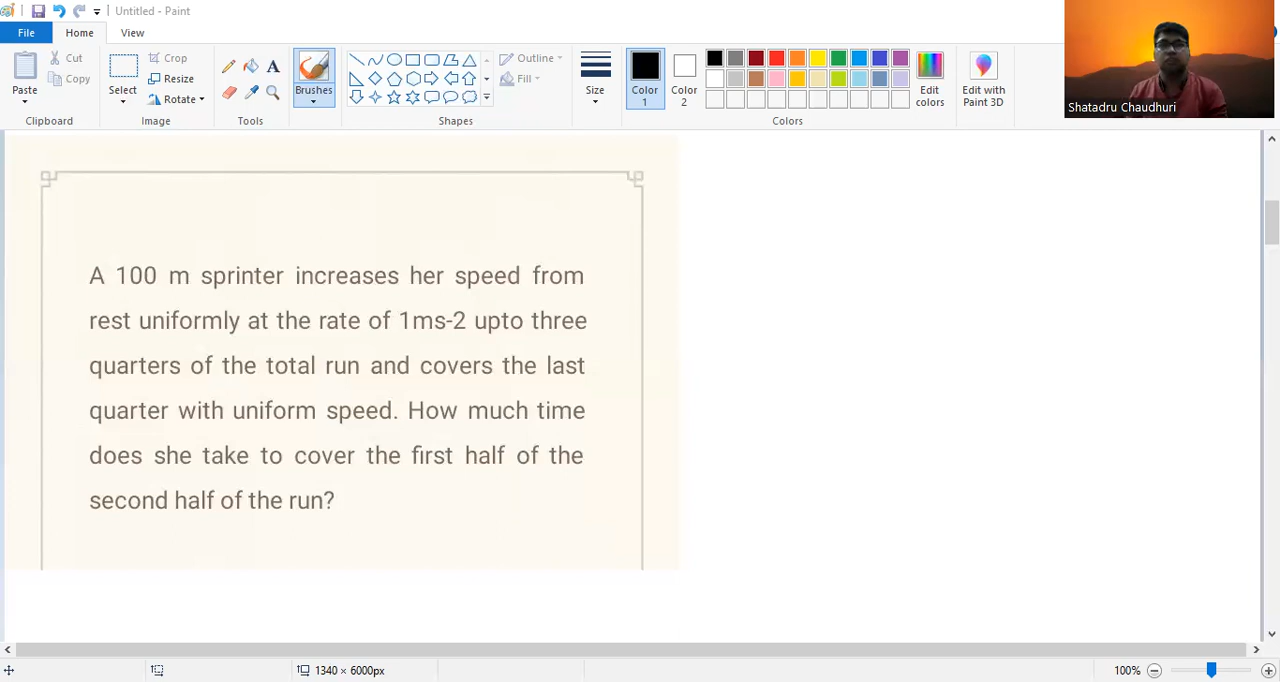 Untitled - Paint
File Home View
Paste Cut Copy Clipboard
Select Crop Resize Rotate Image
A Tools
Brushes
Outline Fill Shapes
Size
Color 1 Color 2 Edit colors Colors
Edit with Paint 3D
Shatadru Chaudhuri
A 100 m sprinter increases her speed from
rest uniformly at the rate of 1ms-2 upto three
quarters of the total run and covers the last
quarter with uniform speed. How much time
does she take to cover the first half of the
second half of the run?
1340 × 6000px
100%